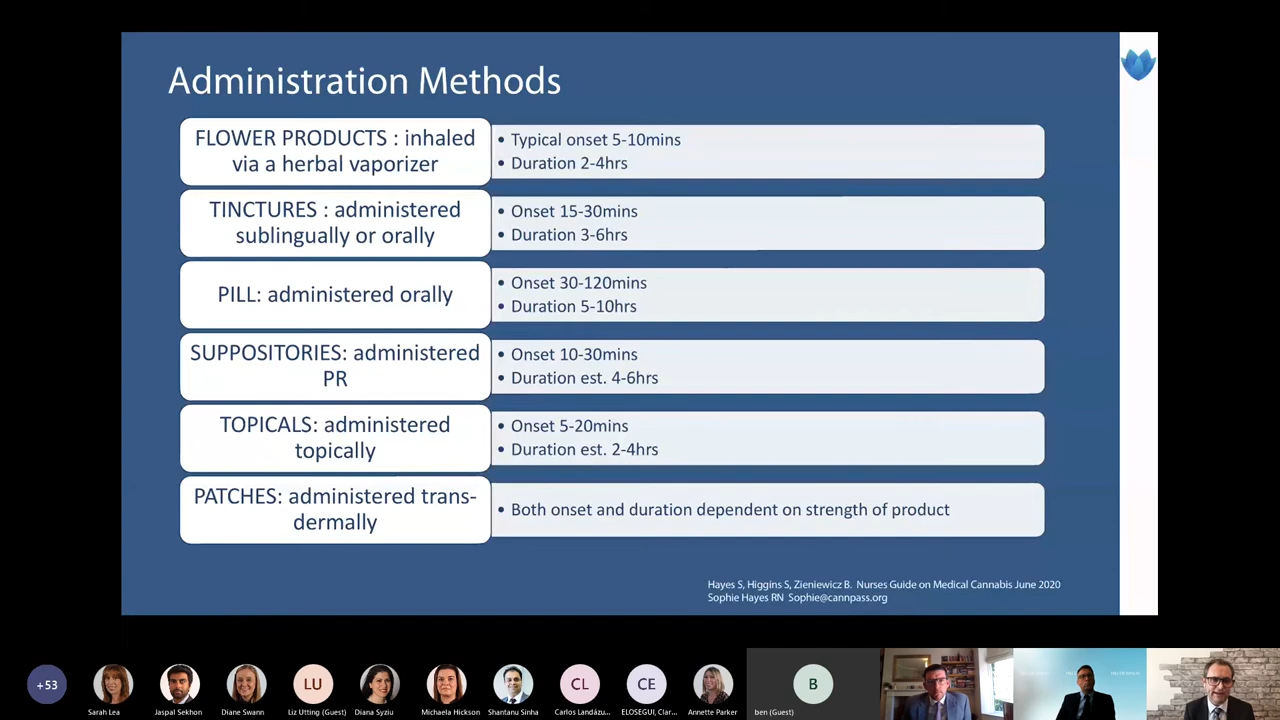 Administration Methods
FLOWER PRODUCTS : inhaled
via a herbal vaporizer
• Typical onset 5-10mins
• Duration 2-4hrs
TINCTURES : administered
sublingually or orally
• Onset 15-30mins
• Duration 3-6hrs
PILL: administered orally
• Onset 30-120mins
• Duration 5-10hrs
SUPPOSITORIES: administered
PR
• Onset 10-30mins
• Duration est. 4-6hrs
TOPICALS: administered
topically
• Onset 5-20mins
• Duration est. 2-4hrs
PATCHES: administered trans-
dermally
• Both onset and duration dependent on strength of product
Hayes S, Higgins S, Zieniewicz B. Nurses Guide on Medical Cannabis June 2020
Sophie Hayes RN Sophie@cannpass.org
+53
LU
CL
CE
B
Sarah Lea
Jaspal Sekhon
Diane Swann
Liz Utting (Guest)
Diana Syziu
Michaela Hickson
Shantanu Sinha
Carlos Landázu...
ELOSEGUI, Clar...
Annette Parker
ben (Guest)